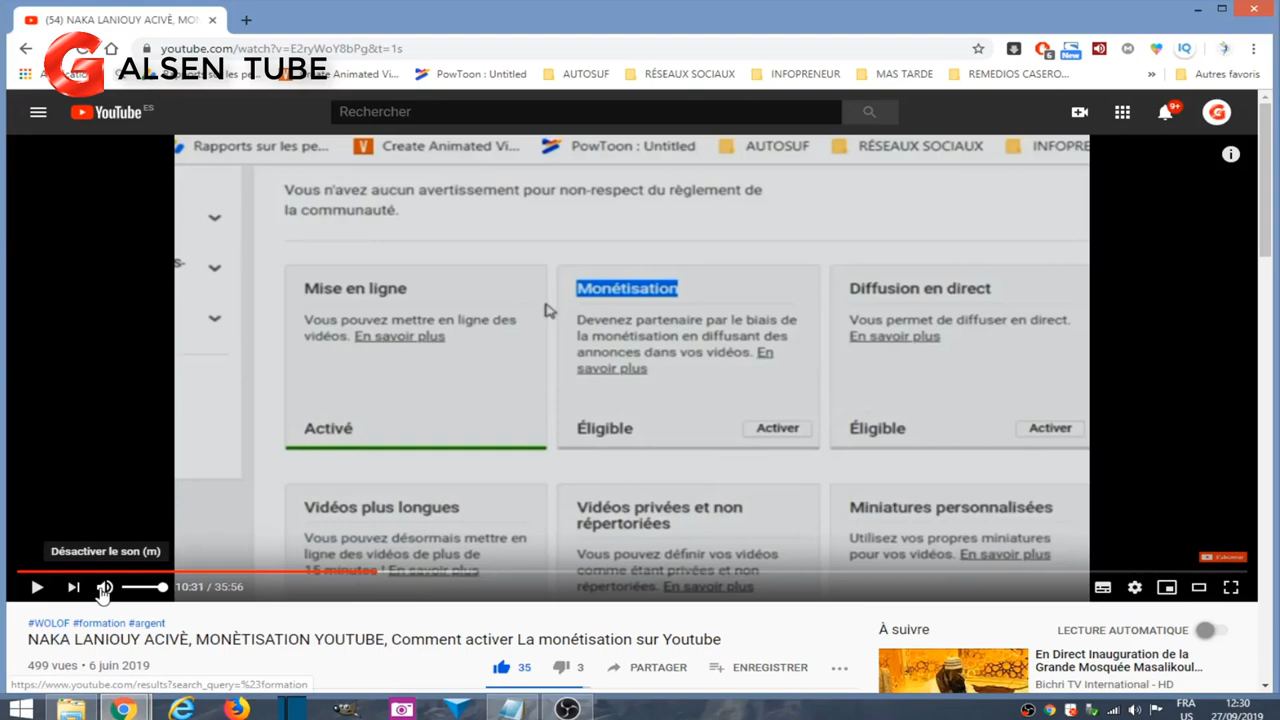 (54) NAKA LANIOUY ACIVÈ, MON
youtube.com/watch?v=E2ryWoY8bPg&t=1s
6
New
IQ
GALSEN TUBE
Create Animated Vi...
PowToon : Untitled
AUTOSUF
RÉSEAUX SOCIAUX
INFOPRENEUR
MAS TARDE
REMEDIOS CASERO...
»
Autres favoris
YouTube ES
Rechercher
9+
G
Rapports sur les pe...
Create Animated Vi...
PowToon : Untitled
AUTOSUF
RÉSEAUX SOCIAUX
INFOPRE
Vous n'avez aucun avertissement pour non-respect du règlement de
la communauté.
s-
Mise en ligne
Vous pouvez mettre en ligne des
vidéos. En savoir plus
Activé
Monétisation
Devenez partenaire par le biais de
la monétisation en diffusant des
annonces dans vos vidéos. En
savoir plus
Éligible
Activer
Diffusion en direct
Vous permet de diffuser en direct.
En savoir plus
Éligible
Activer
Vidéos plus longues
Vous pouvez désormais mettre en
ligne des vidéos de plus de
15 minutes ! En savoir plus
Vidéos privées et non
répertoriées
Vous pouvez définir vos vidéos
comme étant privées et non
répertoriées. En savoir plus
Miniatures personnalisées
Utilisez vos propres miniatures
pour vos vidéo. En savoir plus
Désactiver le son (m)
10:31 / 35:56
#WOLOF #formation #argent
NAKA LANIOUY ACIVÈ, MONÈTISATION YOUTUBE, Comment activer La monétisation sur Youtube
499 vues • 6 juin 2019
35
3
PARTAGER
ENREGISTRER
À suivre
LECTURE AUTOMATIQUE
En Direct Inauguration de la
Grande Mosquée Masalikoul...
Bichri TV International - HD
https://www.youtube.com/results?search_query=%23formation
FR
US
12:30
27/09/2019